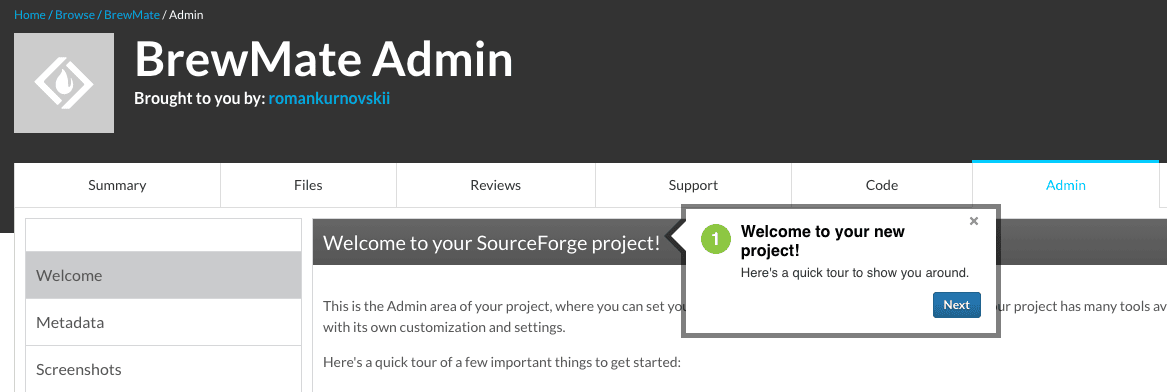 Home / Browse / BrewMate / Admin
BrewMate Admin
Brought to you by: romankurnovskii
Summary
Files
Reviews
Support
Code
Admin
Welcome
Metadata
Screenshots
Welcome to your SourceForge project!
This is the Admin area of your project, where you can set project has many tools
with its own customization and settings.
Here's a quick tour of a few important things to get started:
1
Welcome to your new
project!
Here's a quick tour to show you around.
Next
×